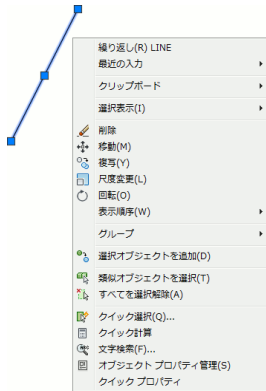 繰り返し(R) LINE
最近の入力
クリップボード
選択表示(I)
削除
移動(M)
複写(Y)
尺度変更(L)
回転(O)
表示順序(W)
グループ
選択オブジェクトを追加(D)
類似オブジェクトを選択(T)
すべてを選択解除(A)
クイック選択(Q)...
クイック計算
文字検索(F)...
オブジェクト プロパティ管理(S)
クイック プロパティ